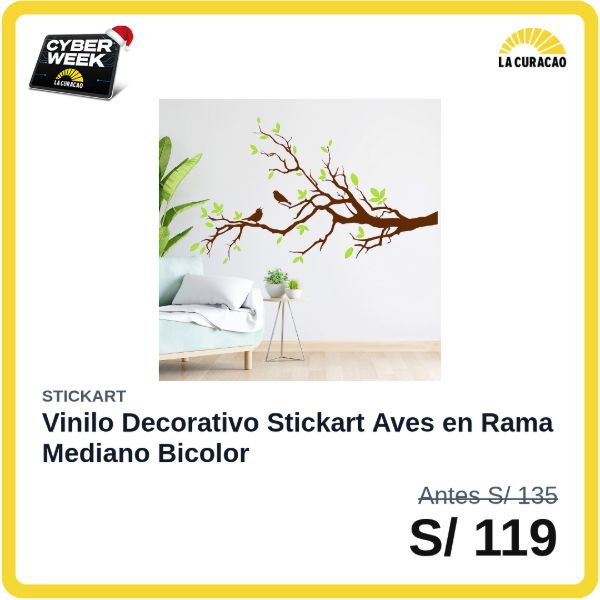 CYBER
WEEK
LA CURACAO
LA CURACAO
STICKART
Vinilo Decorativo Stickart Aves en Rama
Mediano Bicolor
Antes S/ 135
S/ 119